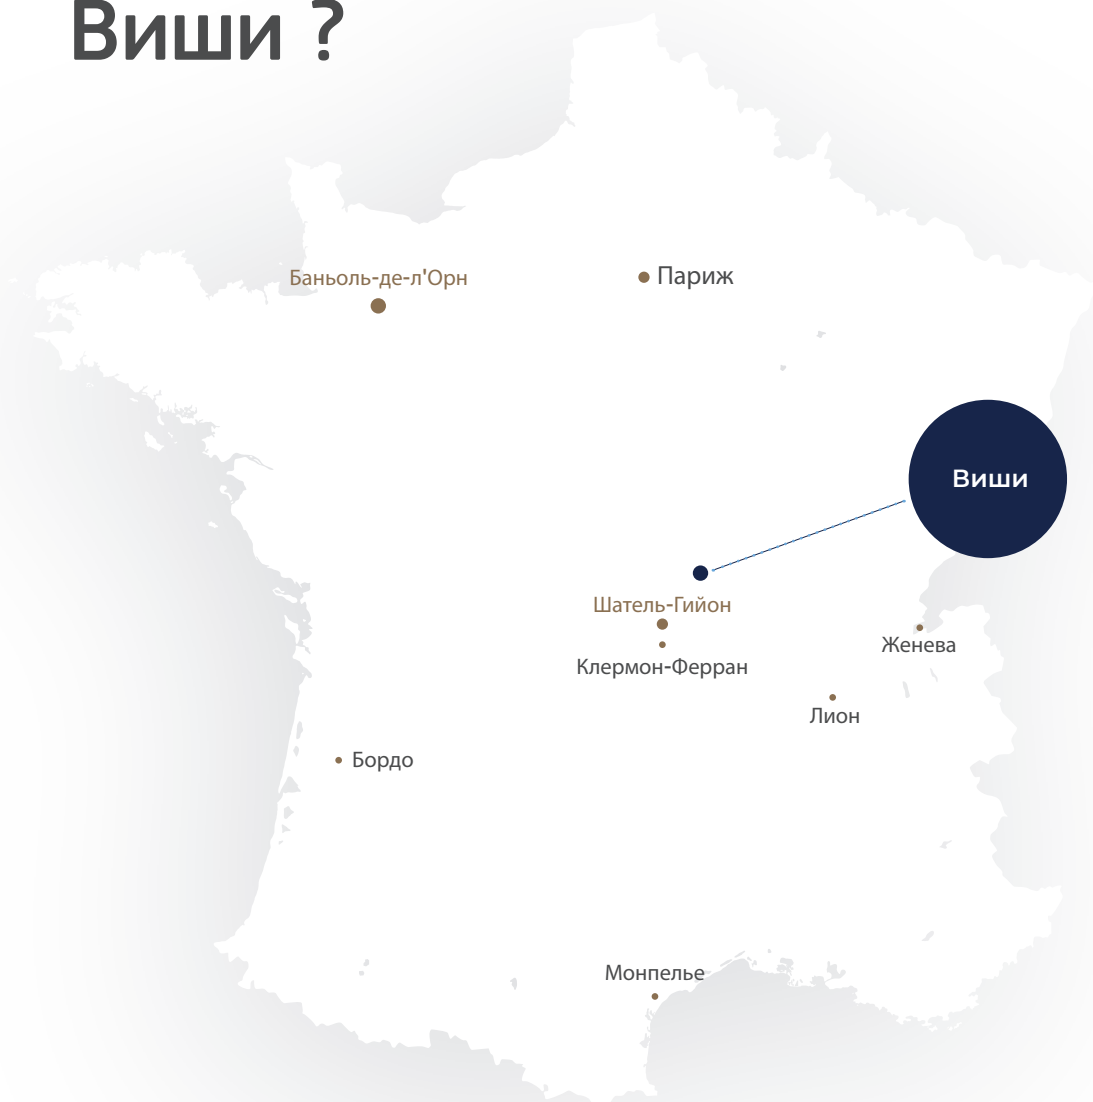 Виши ?
Баньоль-де-л'Орн
Париж
Виши
Шатель-Гийон
Женева
Клермон-Ферран
Лион
Бордо
Монпелье